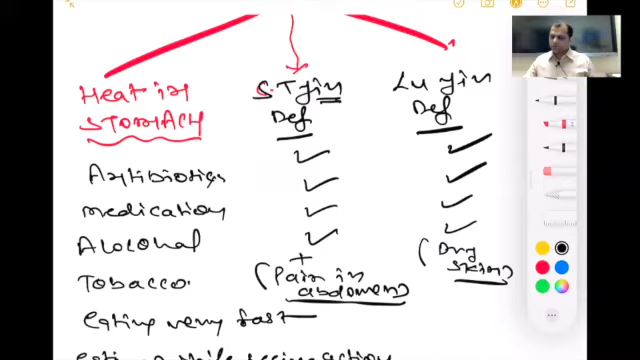 Heat in
STOMACH
ST yin
Def
Lu yin
Def
Antibiotics
medication
Alcohal
Tobacco
Eating very fast
+
(Pain in
abdomen)
(Dry
skin)